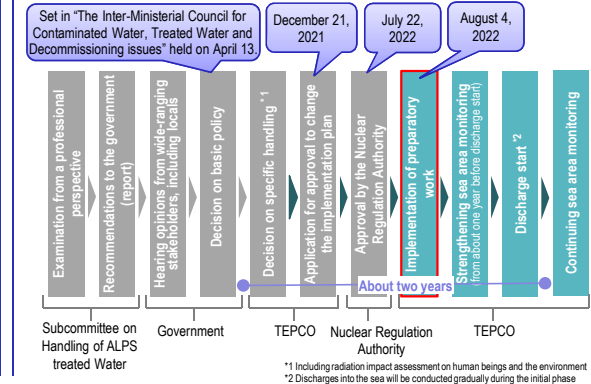 Set in “The Inter-Ministerial Council for
Contaminated Water, Treated Water and
Decommissioning issues” held on April 13.
December 21,
2021
July 22,
2022
August 4,
2022
Examination from a professional
perspective
Recommendations to the government
(report)
Hearing opinions from wide-ranging
stakeholders, including locals
Decision on basic policy
Decision on specific handling *1
Application for approval to change
the implementation plan
Approval by the Nuclear
Regulation Authority
Implementation of preparatory
work
Strengthening sea area monitoring
(from about one year before discharge start)
Discharge start *2
Continuing sea area monitoring
About two years
Subcommittee on
Handling of ALPS
treated Water
Government
TEPCO
Nuclear Regulation
Authority
TEPCO
*1 Including radiation impact assessment on human beings and the environment
*2 Discharges into the sea will be conducted gradually during the initial phase